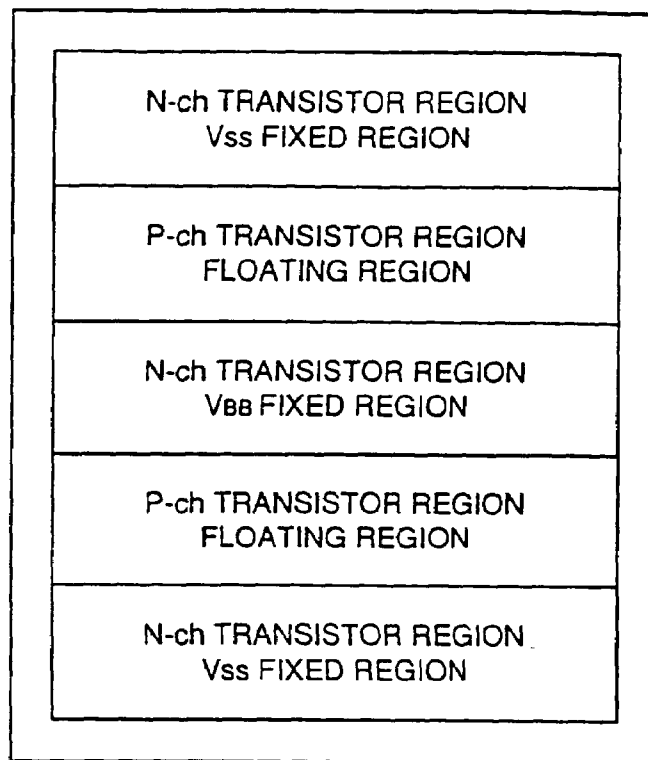 N-ch TRANSISTOR REGION
Vss FIXED REGION
P-ch TRANSISTOR REGION
FLOATING REGION
N-ch TRANSISTOR REGION
VBB FIXED REGION
P-ch TRANSISTOR REGION
FLOATING REGION
N-ch TRANSISTOR REGION
Vss FIXED REGION